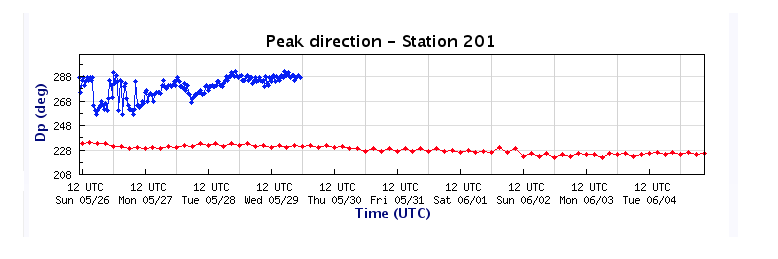 Peak direction - Station 201
Dp (deg)
288
268
248
228
208
12 UTC 12 UTC 12 UTC 12 UTC 12 UTC 12 UTC 12 UTC 12 UTC 12 UTC 12 UTC
Sun 05/26 Mon 05/27 Tue 05/28 Wed 05/29 Thu 05/30 Fri 05/31 Sat 06/01 Sun 06/02 Mon 06/03 Tue 06/04
Time (UTC)